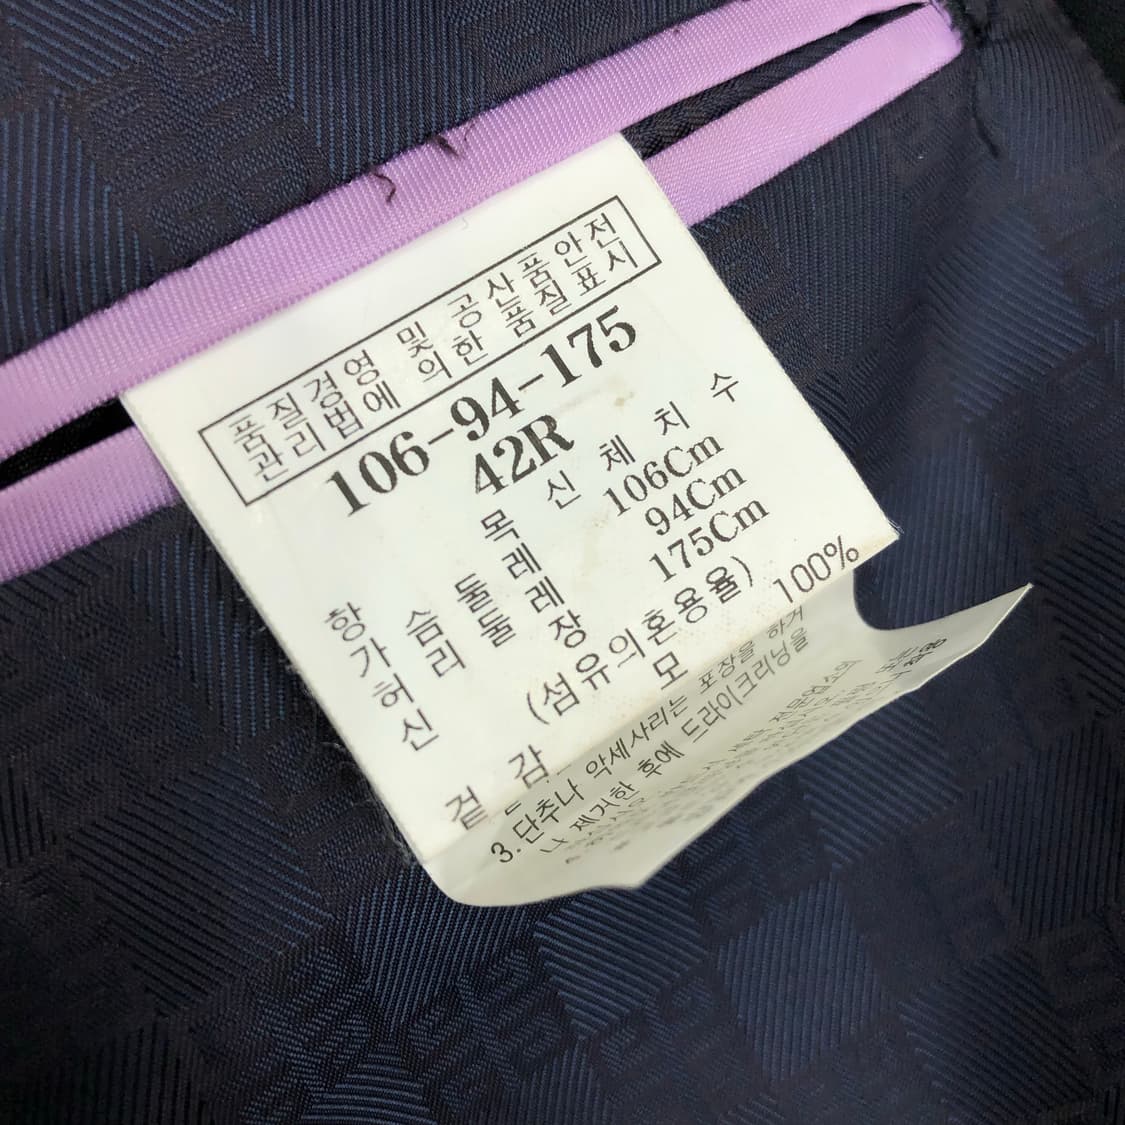 품질경영 및 공산품안전
관리법에 의한 품질표시
106-94-175
42R
신 체 치 수
항 목
가 슴 둘 레 106Cm
허 리 둘 레 94Cm
신 장 175Cm
(섬유의혼용율)
겉 감 모 100%
3.단추나 악세사리는 포장을 하거
나 제거한 후에 드라이크리닝을